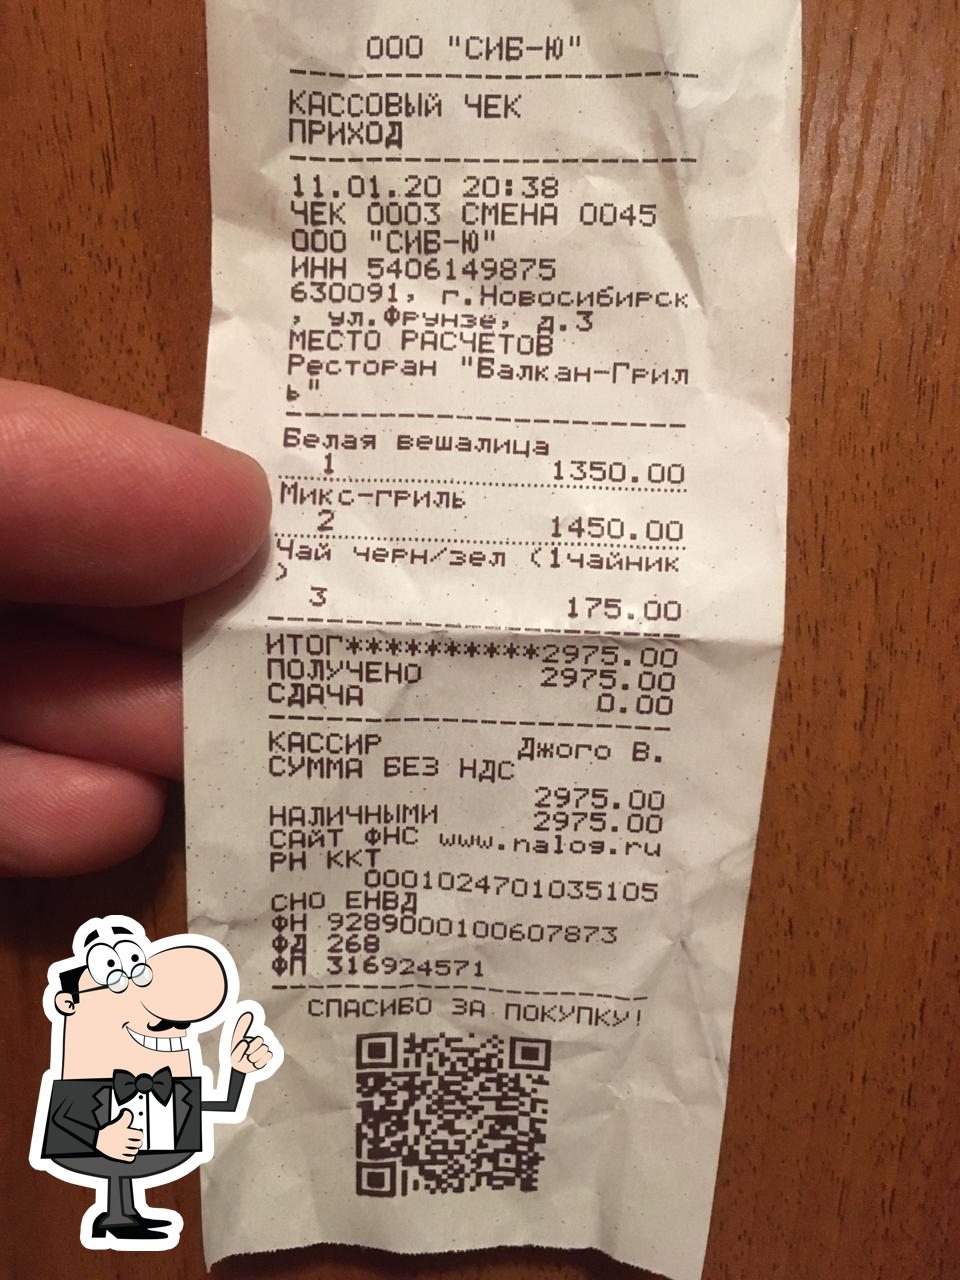 ООО "СИБ-Ю"
КАССОВЫЙ ЧЕК
ПРИХОД
11.01.20 20:38
ЧЕК 0003 СМЕНА 0045
ООО "СИБ-Ю"
ИНН 5406149875
630091, г.Новосибирск
, ул.Фрунзе, д.3
МЕСТО РАСЧЕТОВ
Ресторан "Балкан-Грил
ь"
Белая вешалица
1 1350.00
Микс-гриль
2 1450.00
Чай черн/зел (1чайник
)
3 175.00
ИТОГ**********2975.00
ПОЛУЧЕНО 2975.00
СДАЧА 0.00
КАССИР Джого В.
СУММА БЕЗ НДС
2975.00
НАЛИЧНЫМИ 2975.00
САЙТ ФНС www.nalog.ru
РН ККТ
0001024701035105
СНО ЕНВД
ФН 9289000100607873
ФД 268
ФП 316924571
СПАСИБО ЗА ПОКУПКУ!